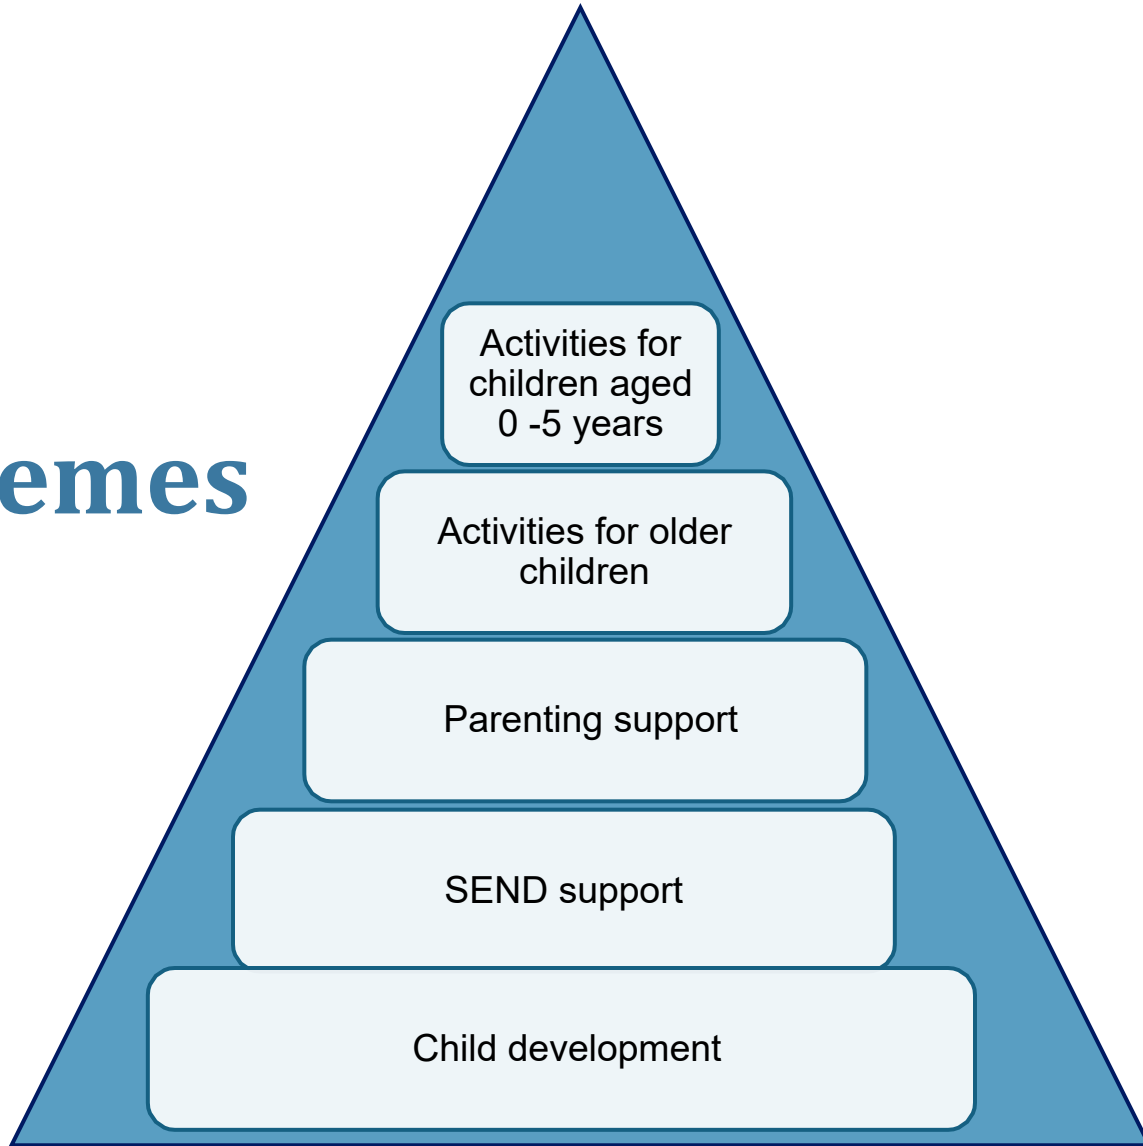 Activities for
children aged
0 -5 years
emes
Activities for older
children
Parenting support
SEND support
Child development